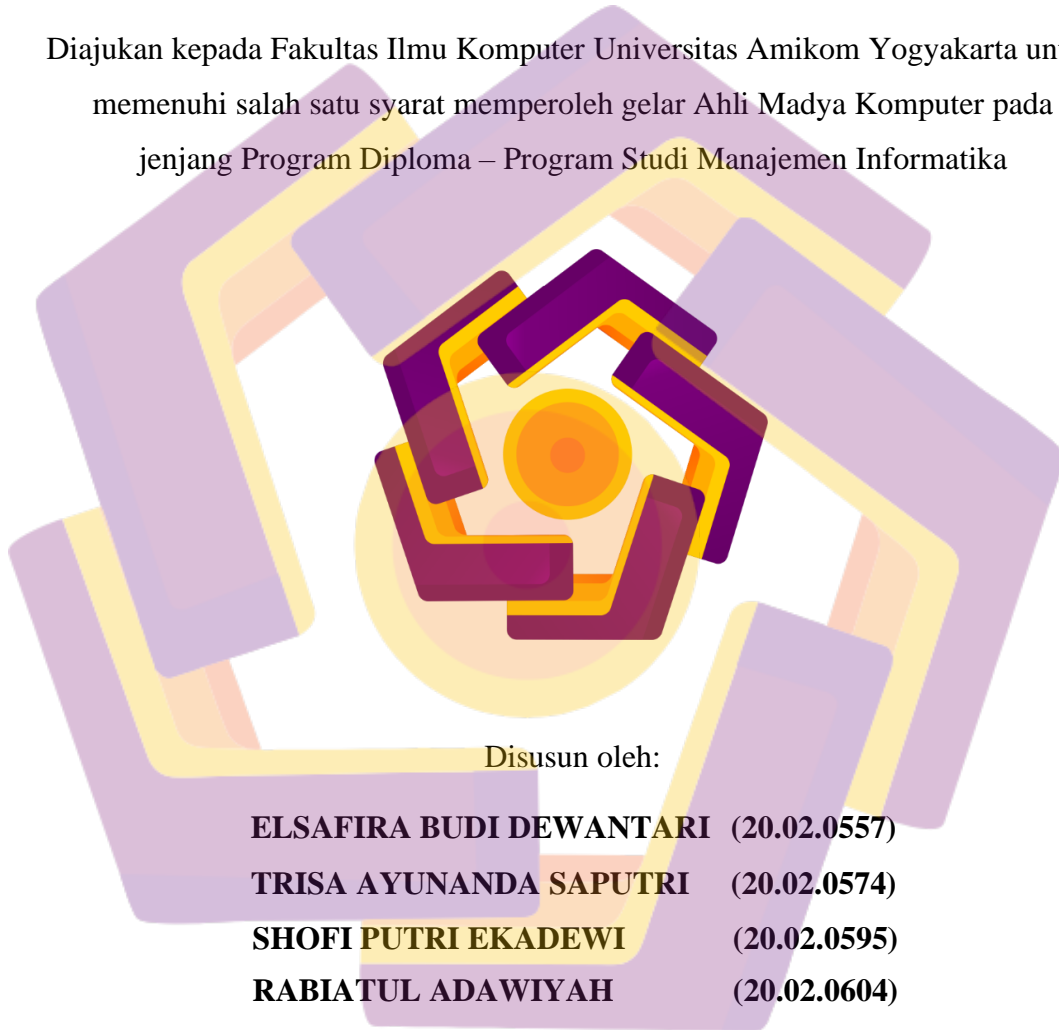 Diajukan kepada Fakultas Ilmu Komputer Universitas Amikom Yogyakarta un
memenuhi salah satu syarat memperoleh gelar Ahli Madya Komputer pada
jenjang Program Diploma – Program Studi Manajemen Informatika
Disusun oleh:
ELSAFIRA BUDI DEWANTARI (20.02.0557)
TRISA AYUNANDA SAPUTRI (20.02.0574)
SHOFI PUTRI EKADEWI (20.02.0595)
RABIATUL ADAWIYAH (20.02.0604)